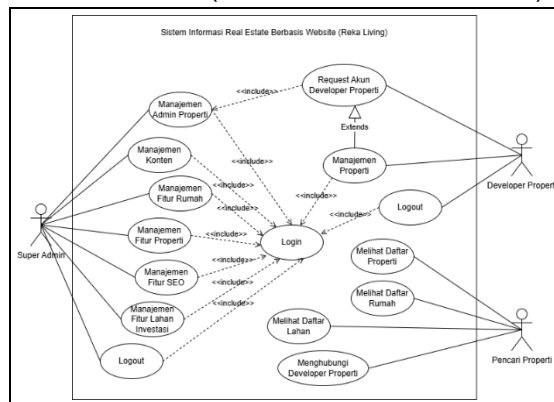 Sistem Informasi Real Estate Berbasis Website (Reka Living)
Request Akun
Developer Properti
<<include>>
Manajemen
Admin Properti
Extends
<<include>>
Manajemen
Konten
<<include>>
Manajemen
Properti
Developer Properti
<<include>>
Manajemen
Fitur Rumah
<<include>>
<<include>>
Logout
<<include>>
Manajemen
Fitur Properti
<<include>>
Login
Super Admin
Manajemen
Fitur SEO
<<include>>
Melihat Daftar
Properti
<<include>>
Melihat Daftar
Rumah
Manajemen
Fitur Lahan
Investasi
<<include>>
Melihat Daftar
Lahan
Pencari Properti
Logout
Menghubungi
Developer Properti